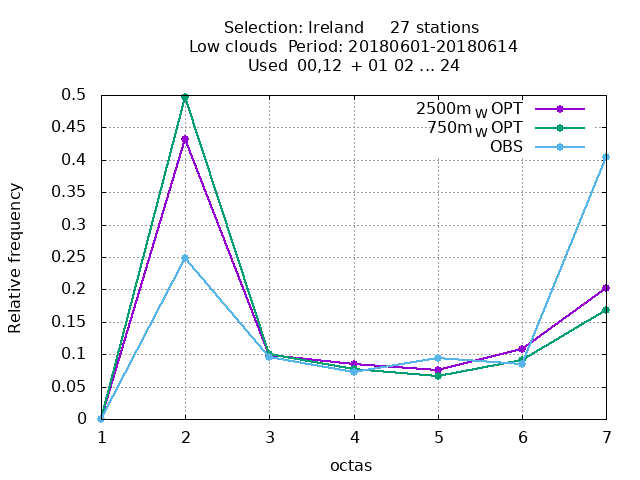 Selection: Ireland     27 stations
Low clouds  Period: 20180601-20180614
Used  00,12  + 01 02 ... 24
0.5
0.45
0.4
0.35
0.3
0.25
0.2
0.15
0.1
0.05
0
Relative frequency
2500m W OPT
750m W OPT
OBS
1 2 3 4 5 6 7
octas